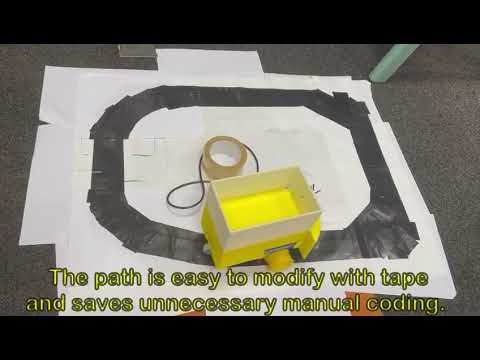 The path is easy to modify with tape
and saves unnecessary manual coding.